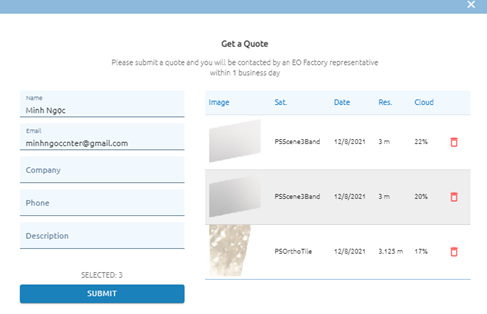 Get a Quote
Please submit a quote and you will be contacted by an EO Factory representative
within 1 business day
Name
Minh Ngọc
Email
minhngoccnter@gmail.com
Company
Phone
Description
SELECTED: 3
SUBMIT
Image Sat. Date Res. Cloud
PSScene3Band 12/8/2021 3 m 22%
PSScene3Band 12/8/2021 3 m 20%
PSOrthoTile 12/8/2021 3.125 m 17%